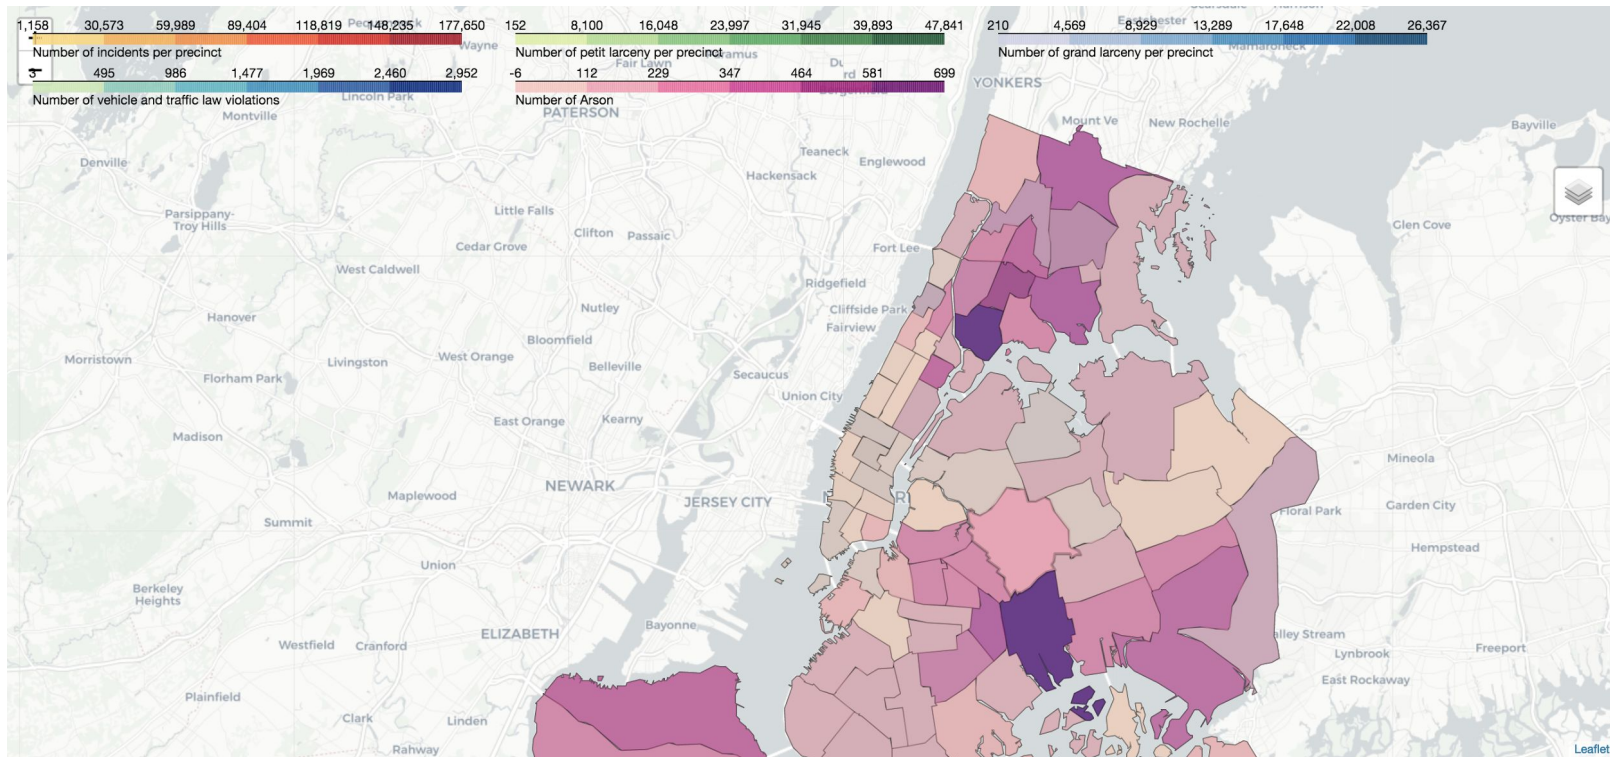 1,158 30,573 59,989 89,404 118,819 148,235 177,650
Number of incidents per precinct
152 8,100 16,048 23,997 31,945 39,893 47,841
Number of petit larceny per precinct
210 4,569 8,929 13,289 17,648 22,008 26,367
Number of grand larceny per precinct
3 495 986 1,477 1,969 2,460 2,952
Number of vehicle and traffic law violations
-6 112 229 347 464 581 699
Number of Arson
Wayne
Fair Lawn
Eastchester
Mamaroneck
YONKERS
Lincoln Park
Montville
PATERSON
Mount Ve
New Rochelle
Bayville
Denville
Teaneck
Englewood
Hackensack
Parsippany-
Troy Hills
Little Falls
Clifton
Passaic
Cedar Grove
Fort Lee
Glen Cove
Oyster Bay
West Caldwell
Ridgefield
Nutley
Cliffside Park
Fairview
Hanover
Bloomfield
Morristown
Livingston
West Orange
Belleville
Secaucus
Florham Park
Union City
East Orange
Kearny
Madison
Mineola
NEWARK
JERSEY CITY
Maplewood
Garden City
Floral Park
Summit
Hempstead
Union
Berkeley
Heights
Bayonne
ELIZABETH
Westfield
Cranford
alley Stream
Lynbrook
Freeport
East Rockaway
Plainfield
Clark
Linden
Rahway
Leaflet